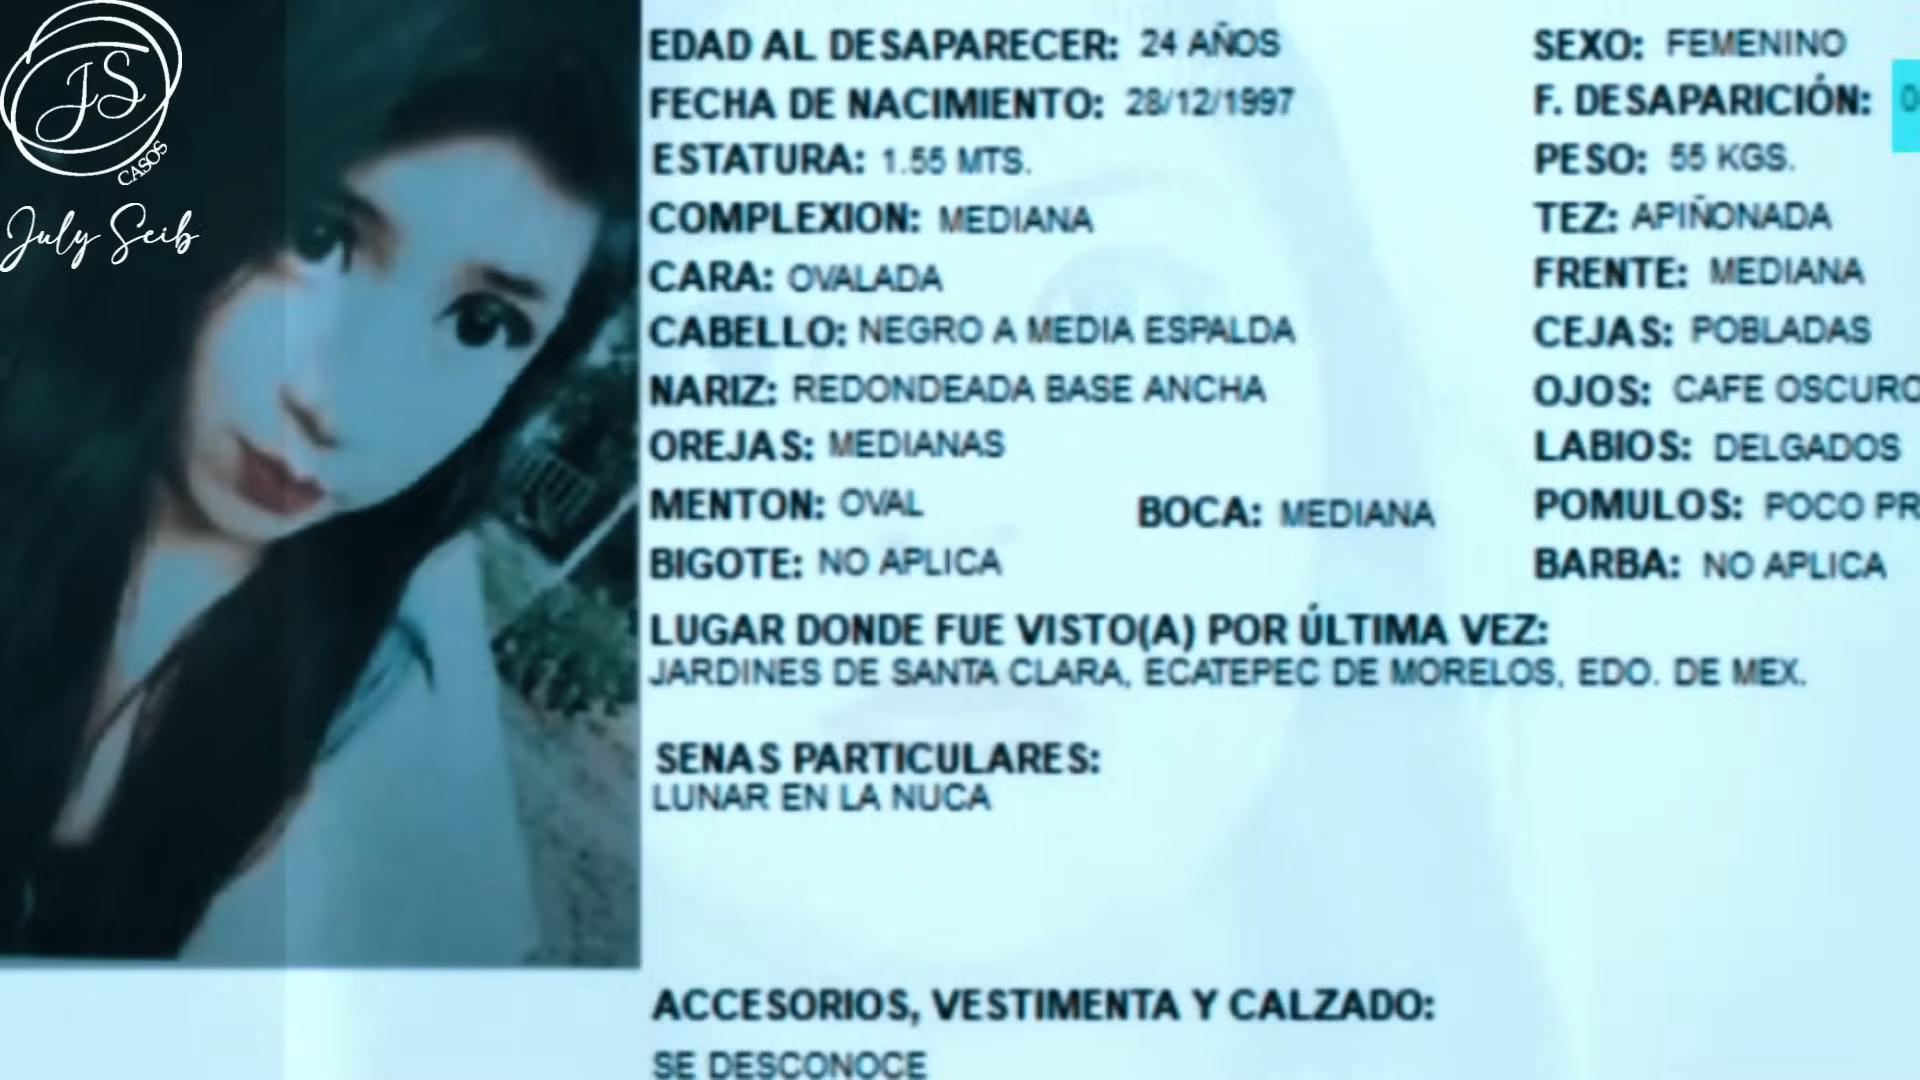 JS
CASOS
July Seib
EDAD AL DESAPARECER: 24 AÑOS
SEXO: FEMENINO
FECHA DE NACIMIENTO: 28/12/1997
F. DESAPARICIÓN:
ESTATURA: 1.55 MTS.
PESO: 55 KGS.
COMPLEXION: MEDIANA
TEZ: APIÑONADA
CARA: OVALADA
FRENTE: MEDIANA
CABELLO: NEGRO A MEDIA ESPALDA
CEJAS: POBLADAS
NARIZ: REDONDEADA BASE ANCHA
OJOS: CAFE OSCURO
OREJAS: MEDIANAS
LABIOS: DELGADOS
MENTON: OVAL
BOCA: MEDIANA
POMULOS: POCO PR
BIGOTE: NO APLICA
BARBA: NO APLICA
LUGAR DONDE FUE VISTO(A) POR ÚLTIMA VEZ:
JARDINES DE SANTA CLARA, ECATEPEC DE MORELOS, EDO. DE MEX.
SENAS PARTICULARES:
LUNAR EN LA NUCA
ACCESORIOS, VESTIMENTA Y CALZADO:
SE DESCONOCE